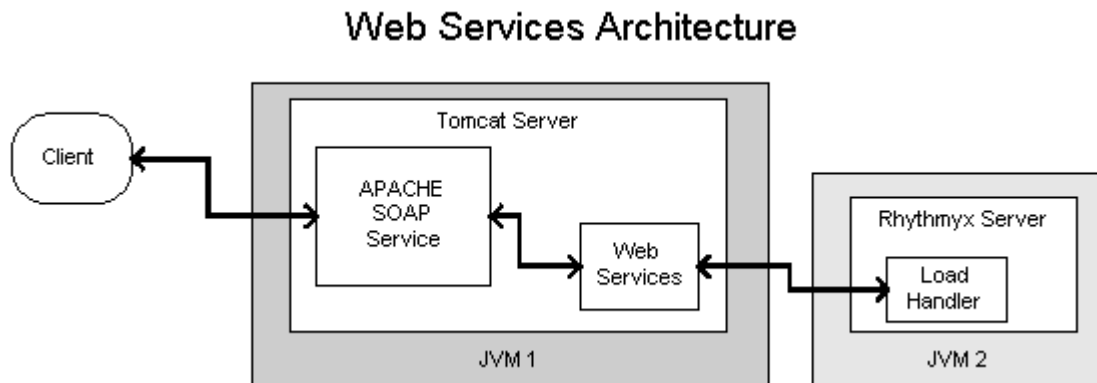 Web Services Architecture
Client
Tomcat Server
APACHE
SOAP
Service
Web
Services
JVM 1
Rhythmyx Server
Load
Handler
JVM 2